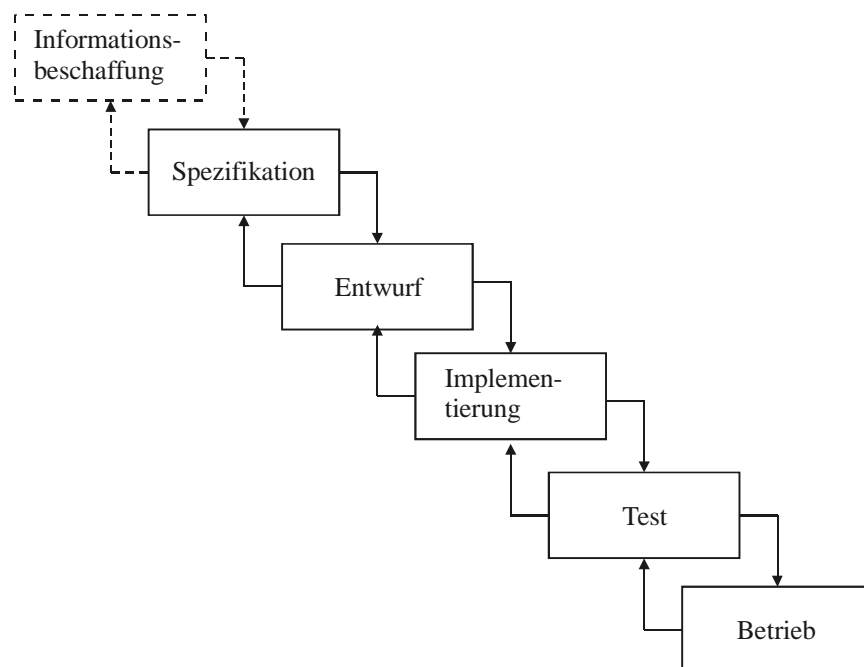 Informations-
beschaffung
Spezifikation
Entwurf
Implemen-
tierung
Test
Betrieb